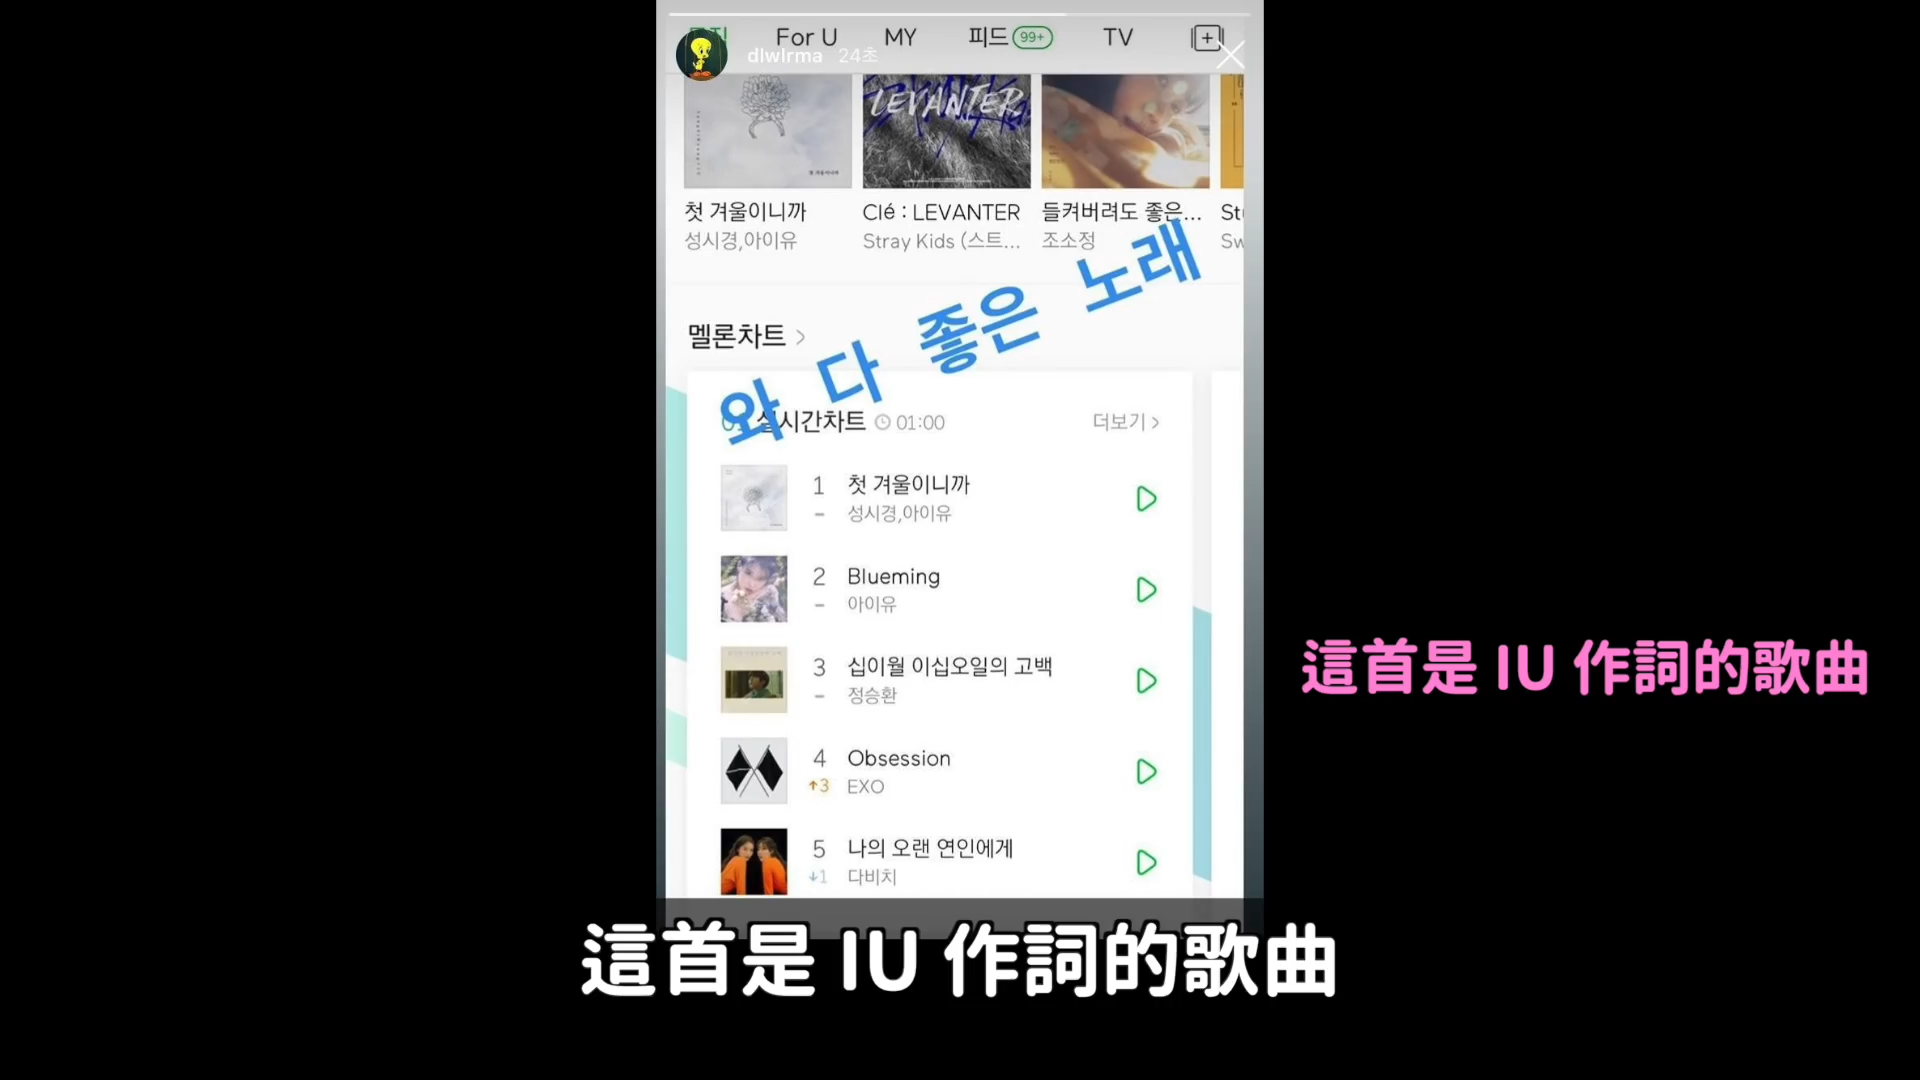 For U
MY
피드 99+
TV
dlwlrma 24초
LEVANTER
첫 겨울이니까
Clé : LEVANTER
들켜버려도 좋은...
성시경,아이유
Stray Kids (스트...
조소정
와 다 좋은 노래
멜론차트 >
실시간차트 01:00
더보기 >
1 첫 겨울이니까
성시경,아이유
2 Blueming
아이유
3 십이월 이십오일의 고백
정승환
4 Obsession
↑3 EXO
5 나의 오랜 연인에게
↓1 다비치
這首是 IU 作詞的歌曲
這首是 IU 作詞的歌曲